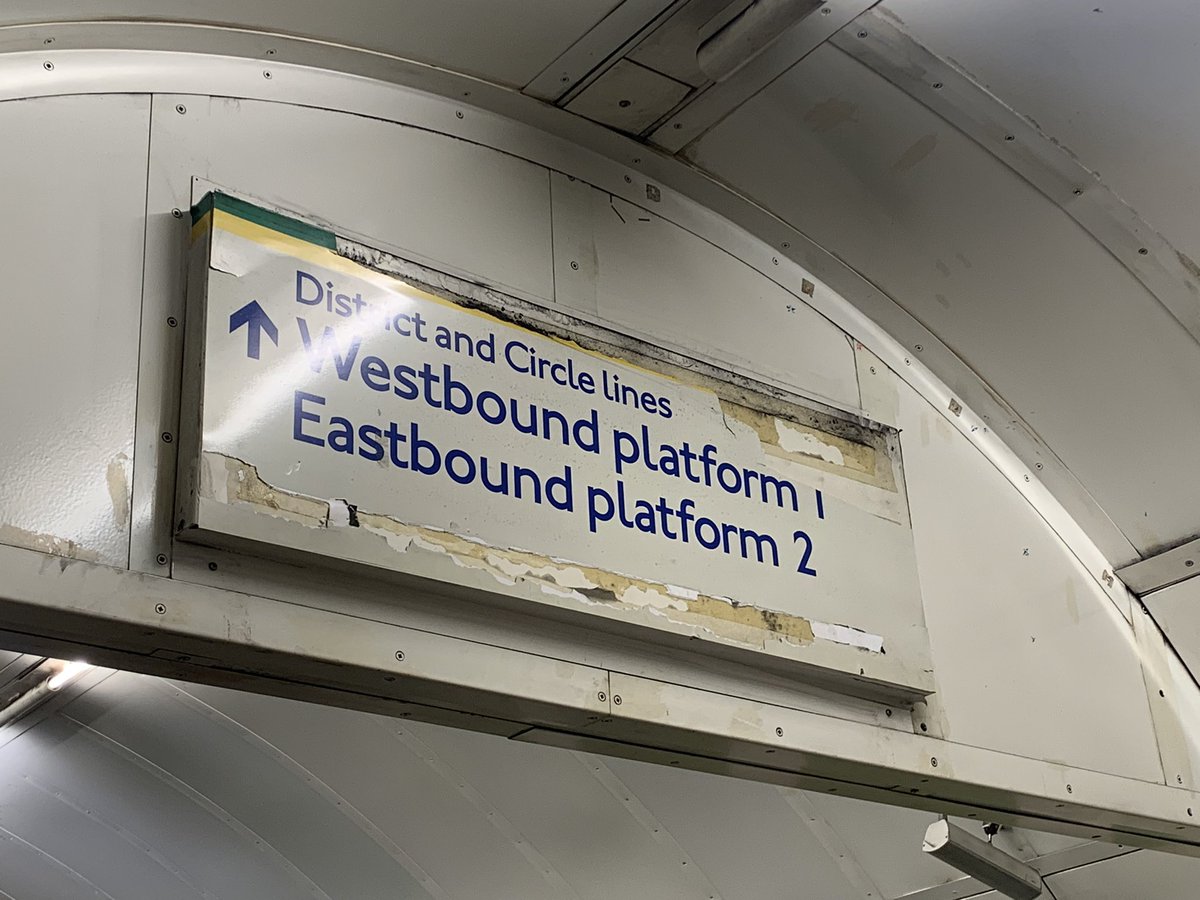 District and Circle lines
Westbound platform 1
Eastbound platform 2